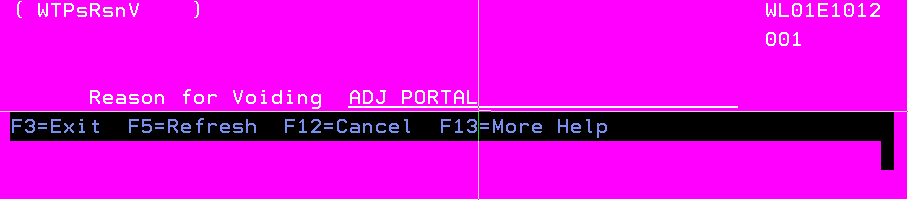 ( WTPsRsnV    ) WL01E1012
001
Reason for Voiding  ADJ PORTAL
F3=Exit  F5=Refresh  F12=Cancel  F13=More Help